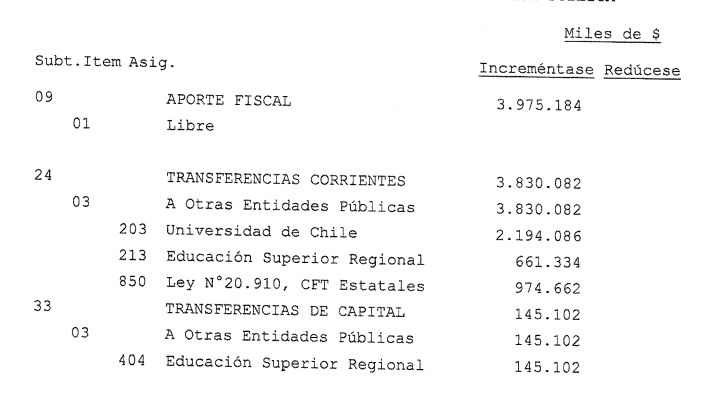 Miles de $
Subt. Item Asig. Increméntase Redúcese
09 APORTE FISCAL 3.975.184
01 Libre
24 TRANSFERENCIAS CORRIENTES 3.830.082
03 A Otras Entidades Públicas 3.830.082
203 Universidad de Chile 2.194.086
213 Educación Superior Regional 661.334
850 Ley N°20.910, CFT Estatales 974.662
33 TRANSFERENCIAS DE CAPITAL 145.102
03 A Otras Entidades Públicas 145.102
404 Educación Superior Regional 145.102